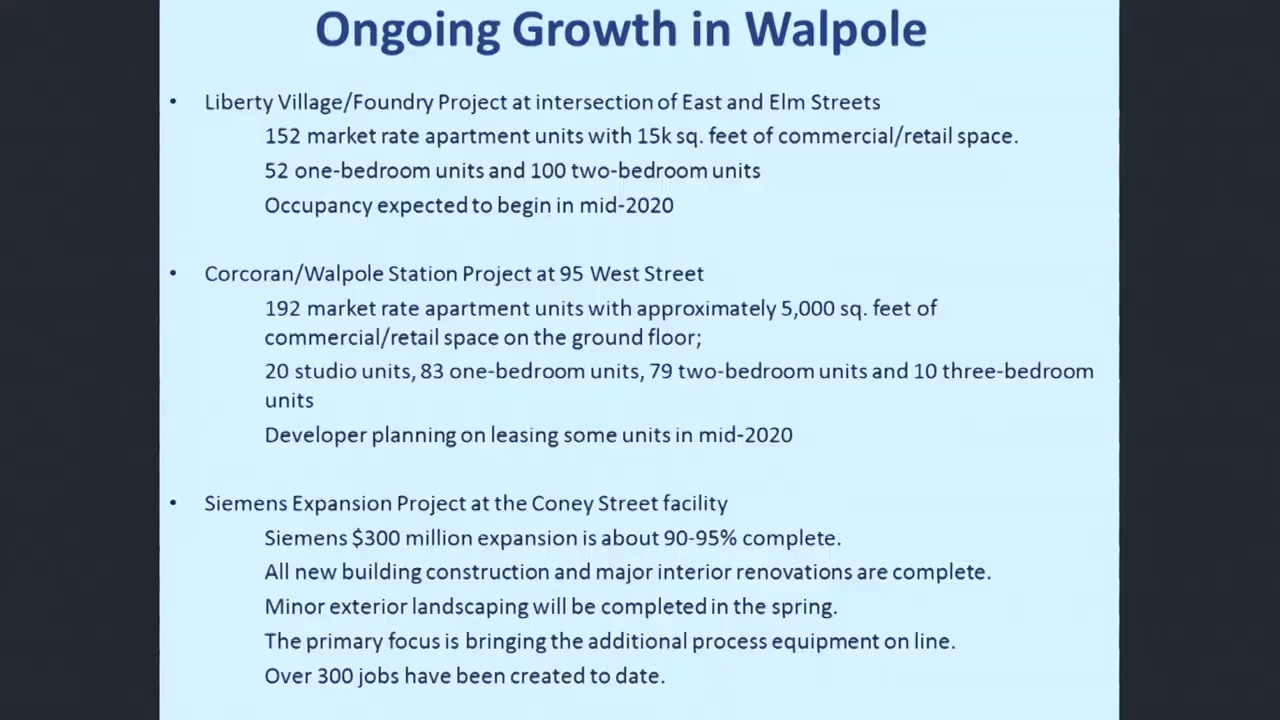 Ongoing Growth in Walpole
• Liberty Village/Foundry Project at intersection of East and Elm Streets
152 market rate apartment units with 15k sq. feet of commercial/retail space.
52 one-bedroom units and 100 two-bedroom units
Occupancy expected to begin in mid-2020
• Corcoran/Walpole Station Project at 95 West Street
192 market rate apartment units with approximately 5,000 sq. feet of
commercial/retail space on the ground floor;
20 studio units, 83 one-bedroom units, 79 two-bedroom units and 10 three-bedroom
units
Developer planning on leasing some units in mid-2020
• Siemens Expansion Project at the Coney Street facility
Siemens $300 million expansion is about 90-95% complete.
All new building construction and major interior renovations are complete.
Minor exterior landscaping will be completed in the spring.
The primary focus is bringing the additional process equipment on line.
Over 300 jobs have been created to date.